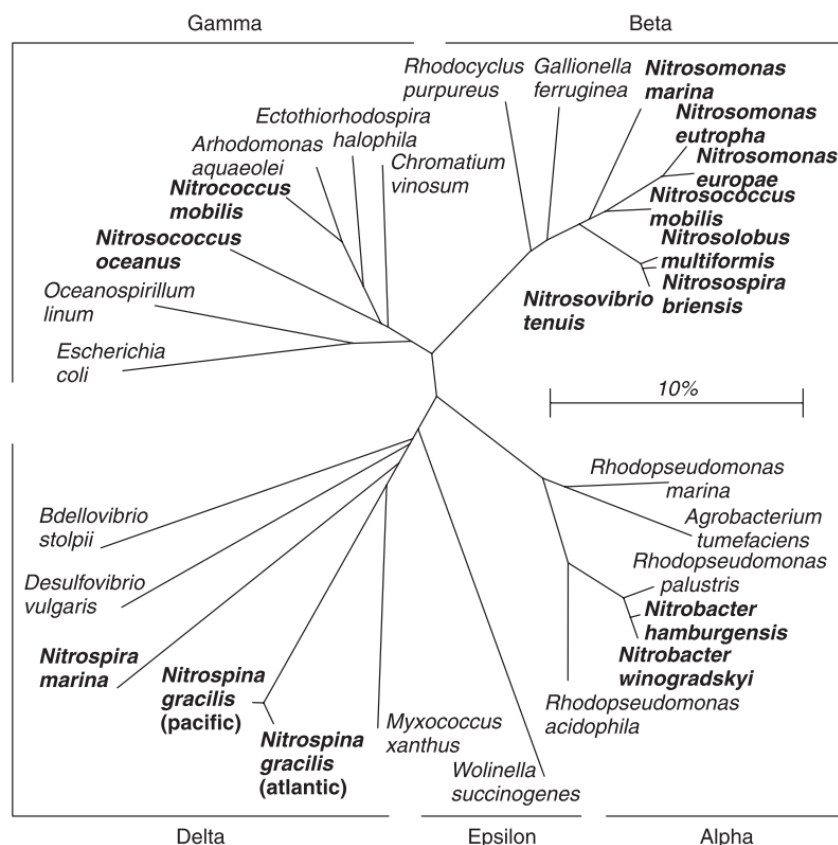 Gamma
Beta
Rhodocyclus
purpureus
Gallionella
ferruginea
Nitrosomonas
marina
Nitrosomonas
eutropha
Nitrosomonas
europae
Nitrosococcus
mobilis
Nitrosolobus
multiformis
Nitrosospira
briensis
Nitrosovibrio
tenuis
Ectothiorhodospira
halophila
Arhodomonas
aquaeolei
Chromatium
vinosum
Nitrococcus
mobilis
Nitrosococcus
oceanus
Oceanospirillum
linum
Escherichia
coli
10%
Rhodopseudomonas
marina
Agrobacterium
tumefaciens
Rhodopseudomonas
palustris
Nitrobacter
hamburgensis
Nitrobacter
winogradskyi
Rhodopseudomonas
acidophila
Bdellovibrio
stolpii
Desulfovibrio
vulgaris
Nitrospira
marina
Nitrospina
gracilis
(pacific)
Nitrospina
gracilis
(atlantic)
Myxococcus
xanthus
Wolinella
succinogenes
Delta
Epsilon
Alpha